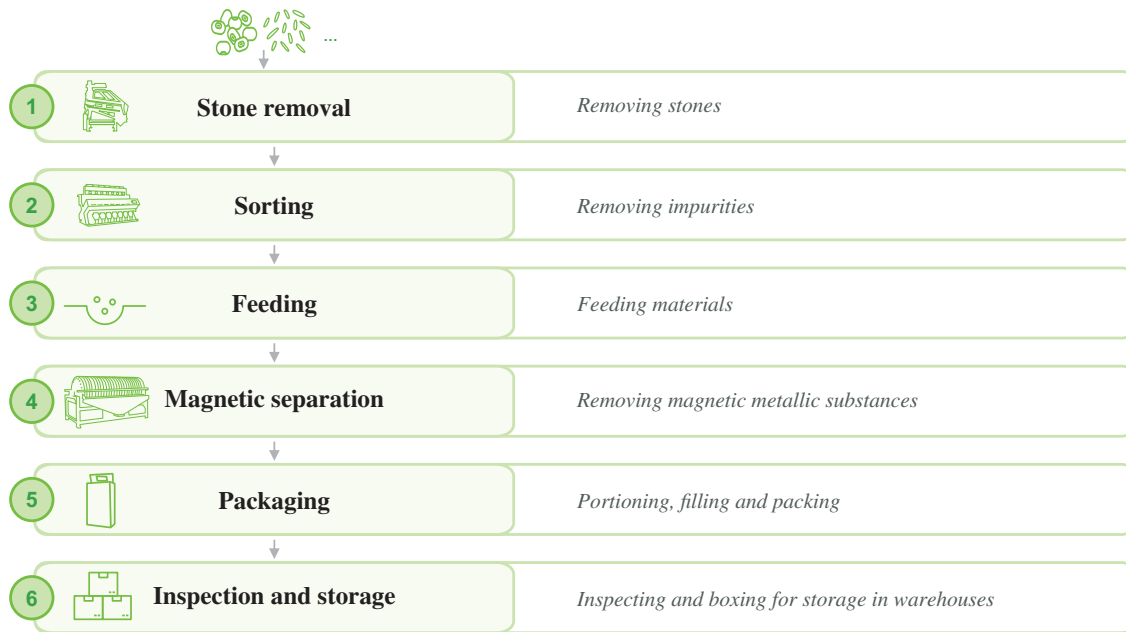 ...
1
Stone removal
Removing stones
2
Sorting
Removing impurities
3
Feeding
Feeding materials
4
Magnetic separation
Removing magnetic metallic substances
5
Packaging
Portioning, filling and packing
6
Inspection and storage
Inspecting and boxing for storage in warehouses